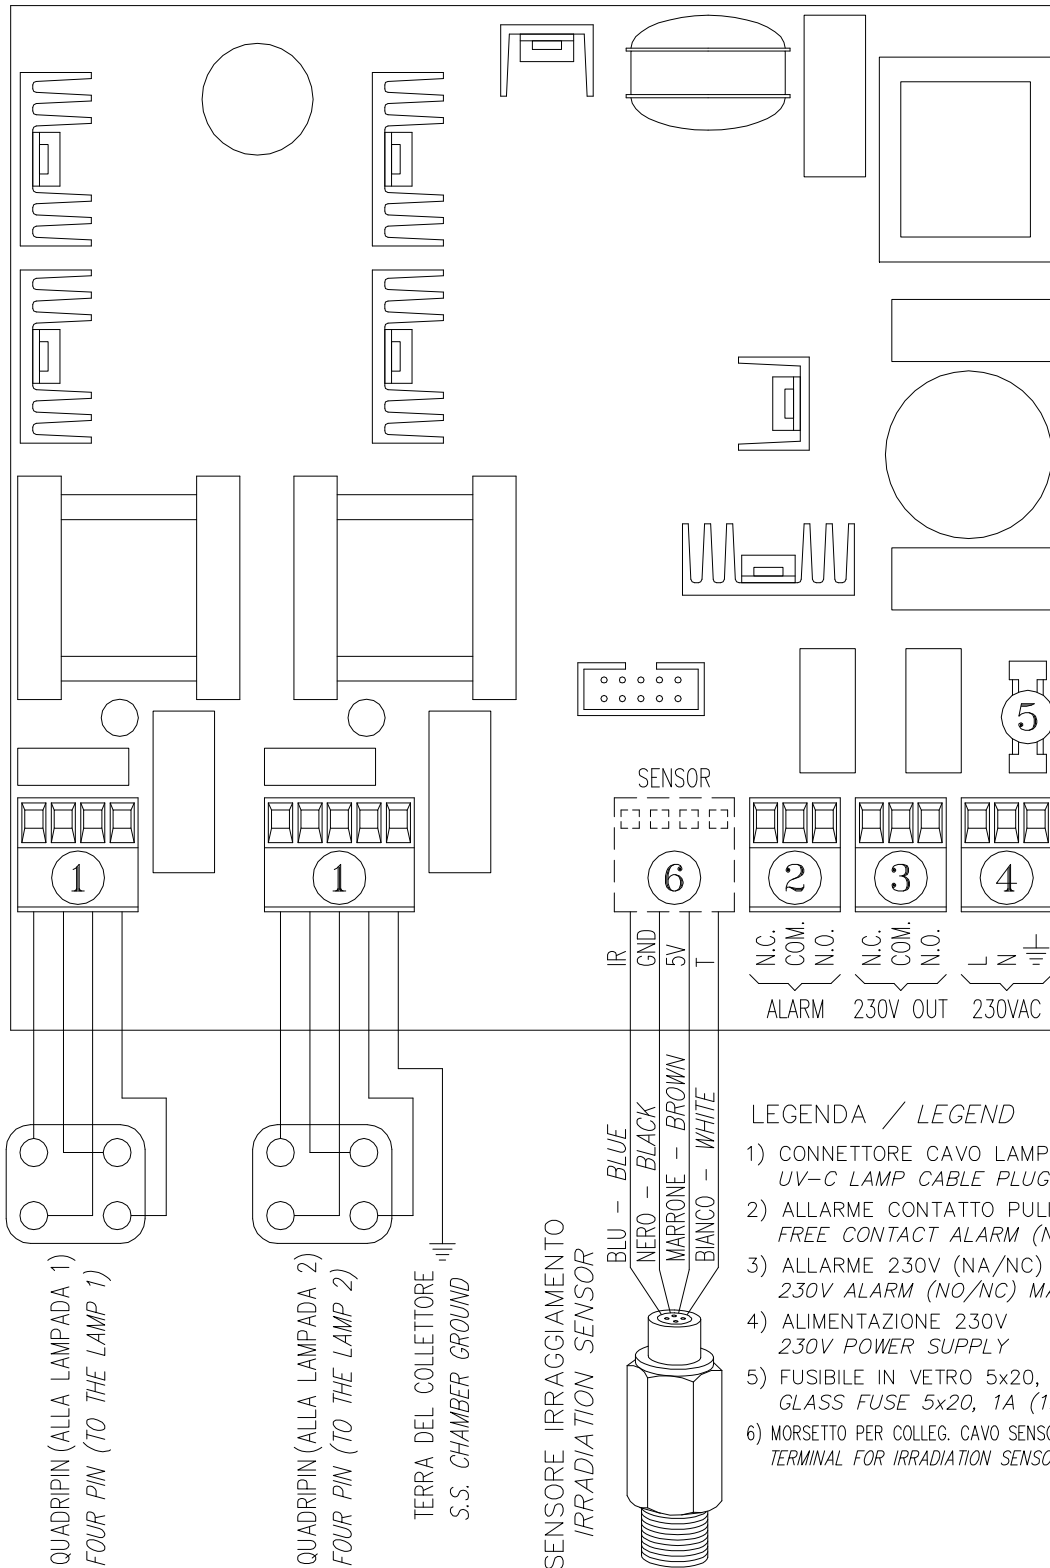 5
SENSOR
1
1
6
2
3
4
IR
GND
5V
T
N.C.
COM.
N.O.
N.C.
COM.
N.O.
L
N
ALARM
230V OUT
230VAC
BLU - BLUE
NERO - BLACK
MARRONE - BROWN
BIANCO - WHITE
QUADRIPIN (ALLA LAMPADA 1)
FOUR PIN (TO THE LAMP 1)
QUADRIPIN (ALLA LAMPADA 2)
FOUR PIN (TO THE LAMP 2)
TERRA DEL COLLETTORE
S.S. CHAMBER GROUND
SENSORE IRRAGGIAMENTO
IRRADIATION SENSOR
LEGENDA / LEGEND
1) CONNETTORE CAVO LAMP
UV-C LAMP CABLE PLUG
2) ALLARME CONTATTO PULI
FREE CONTACT ALARM (N
3) ALLARME 230V (NA/NC)
230V ALARM (NO/NC) MA
4) ALIMENTAZIONE 230V
230V POWER SUPPLY
5) FUSIBILE IN VETRO 5x20,
GLASS FUSE 5x20, 1A (1
6) MORSETTO PER COLLEG. CAVO SENSO
TERMINAL FOR IRRADIATION SENSO